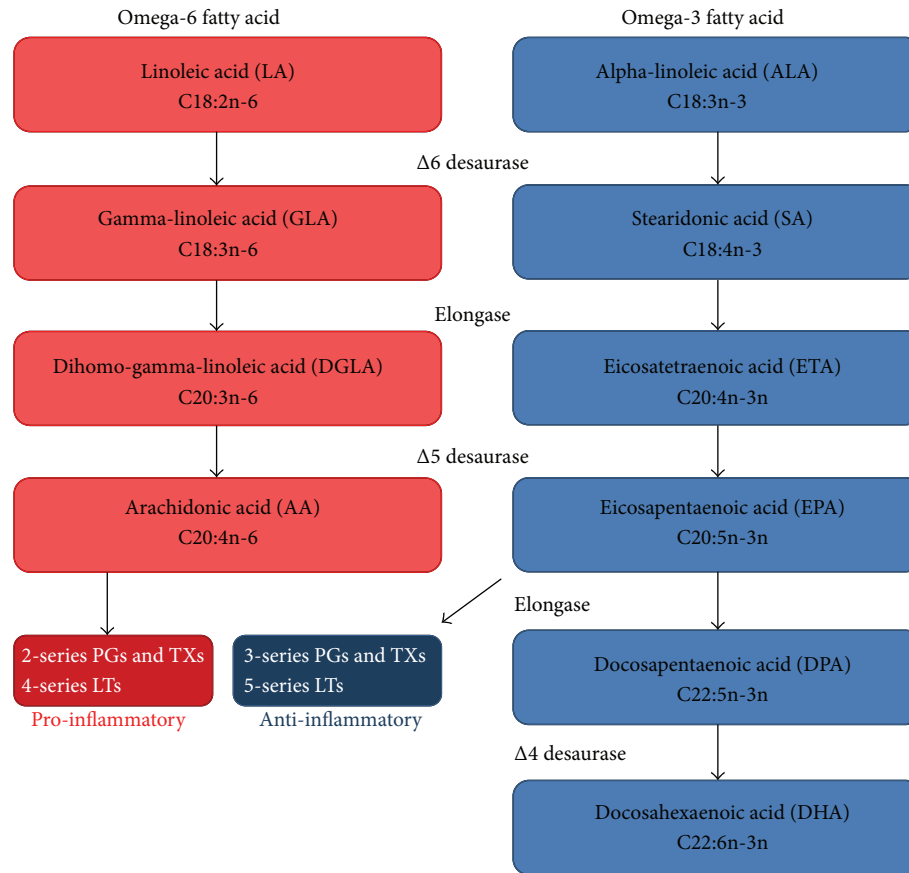 Omega-6 fatty acid
Omega-3 fatty acid
Linoleic acid (LA)
C18:2n-6
Alpha-linoleic acid (ALA)
C18:3n-3
Δ6 desaurase
Gamma-linoleic acid (GLA)
C18:3n-6
Stearidonic acid (SA)
C18:4n-3
Elongase
Dihomo-gamma-linoleic acid (DGLA)
C20:3n-6
Eicosatetraenoic acid (ETA)
C20:4n-3n
Δ5 desaurase
Arachidonic acid (AA)
C20:4n-6
Eicosapentaenoic acid (EPA)
C20:5n-3n
Elongase
2-series PGs and TXs
4-series LTs
Pro-inflammatory
3-series PGs and TXs
5-series LTs
Anti-inflammatory
Docosapentaenoic acid (DPA)
C22:5n-3n
Δ4 desaurase
Docosahexaenoic acid (DHA)
C22:6n-3n